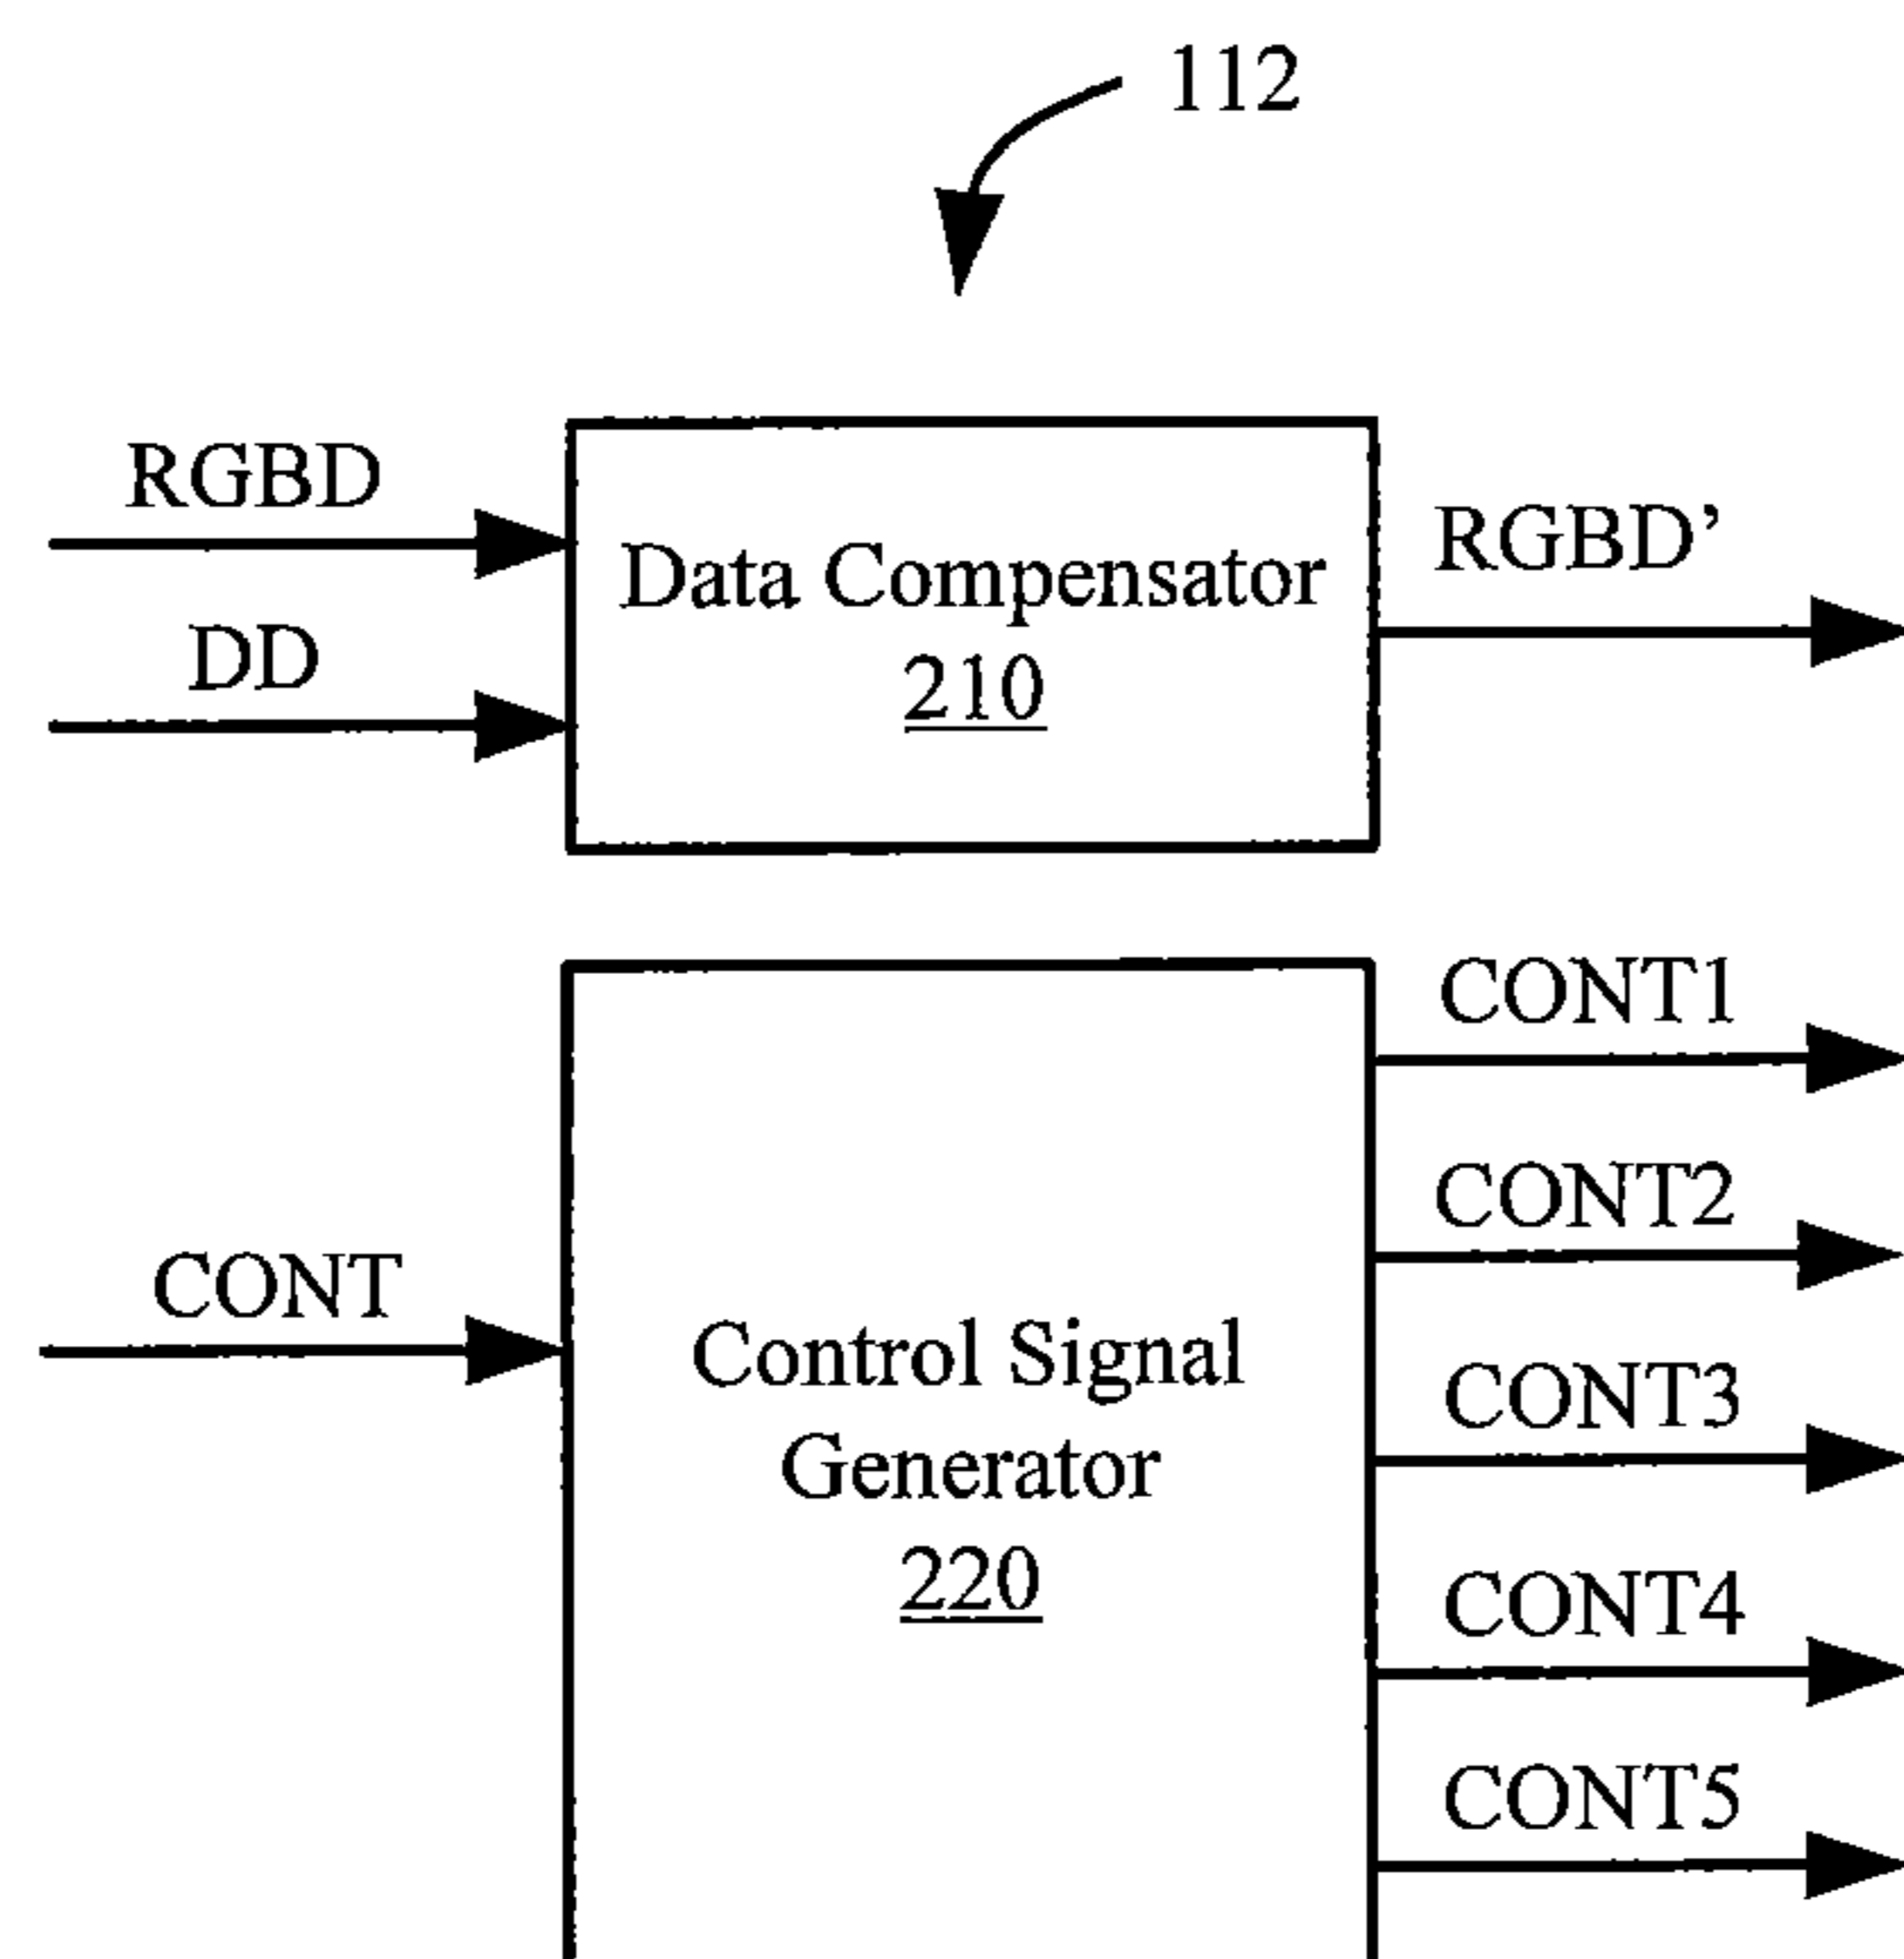 112
RGBD
DD
Data Compensator
210
RGBD’
CONT
Control Signal
Generator
220
CONT1
CONT2
CONT3
CONT4
CONT5